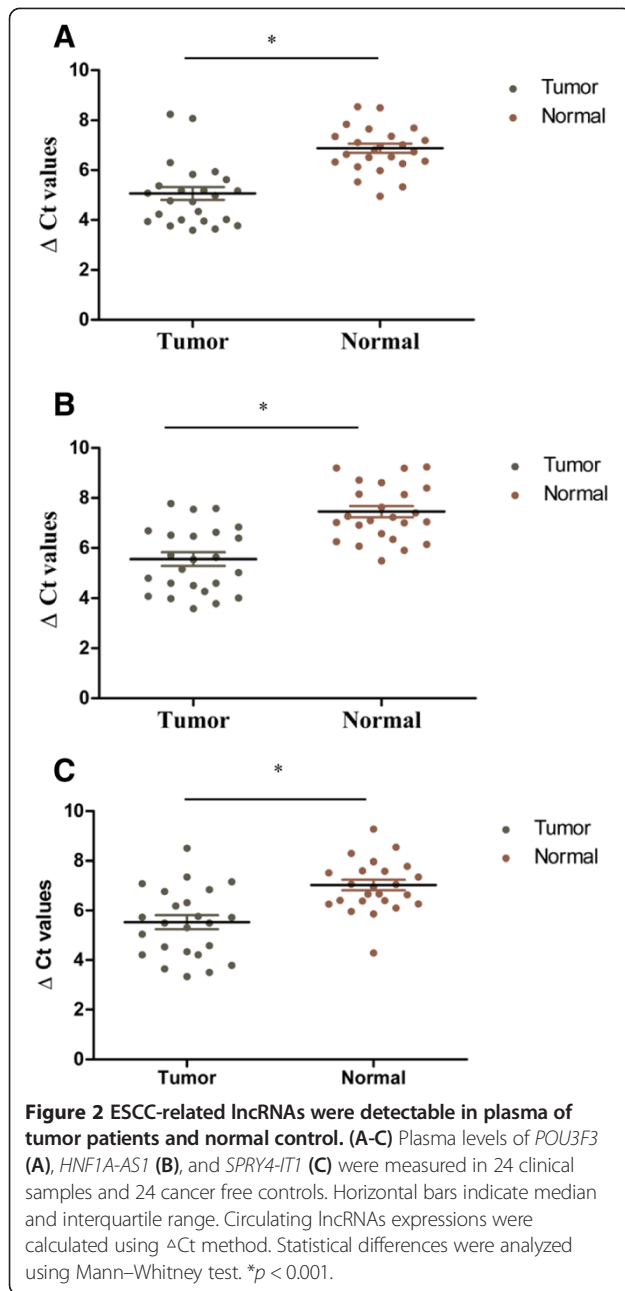 A
*
Tumor
Normal
Δ Ct values
10
8
6
4
2
0
Tumor Normal
B
*
Tumor
Normal
Δ Ct values
10
8
6
4
2
0
Tumor Normal
C
*
Tumor
Normal
Δ Ct values
10
8
6
4
2
0
Tumor Normal
Figure 2 ESCC-related lncRNAs were detectable in plasma of
tumor patients and normal control. (A-C) Plasma levels of POU3F3
(A), HNF1A-AS1 (B), and SPRY4-IT1 (C) were measured in 24 clinical
samples and 24 cancer free controls. Horizontal bars indicate median
and interquartile range. Circulating lncRNAs expressions were
calculated using △Ct method. Statistical differences were analyzed
using Mann–Whitney test. *p < 0.001.